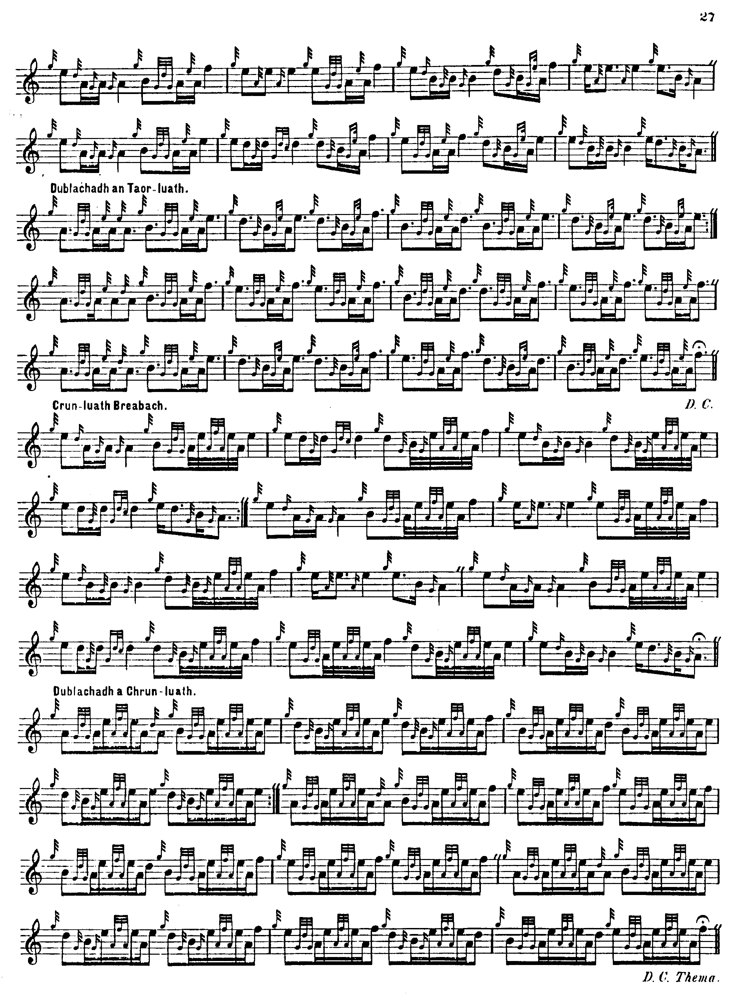 27
Dublachadh an Taor-luath.
Crun-luath Breabach.
D. C.
Dublachadh a Chrun-luath.
D. C. Thema.